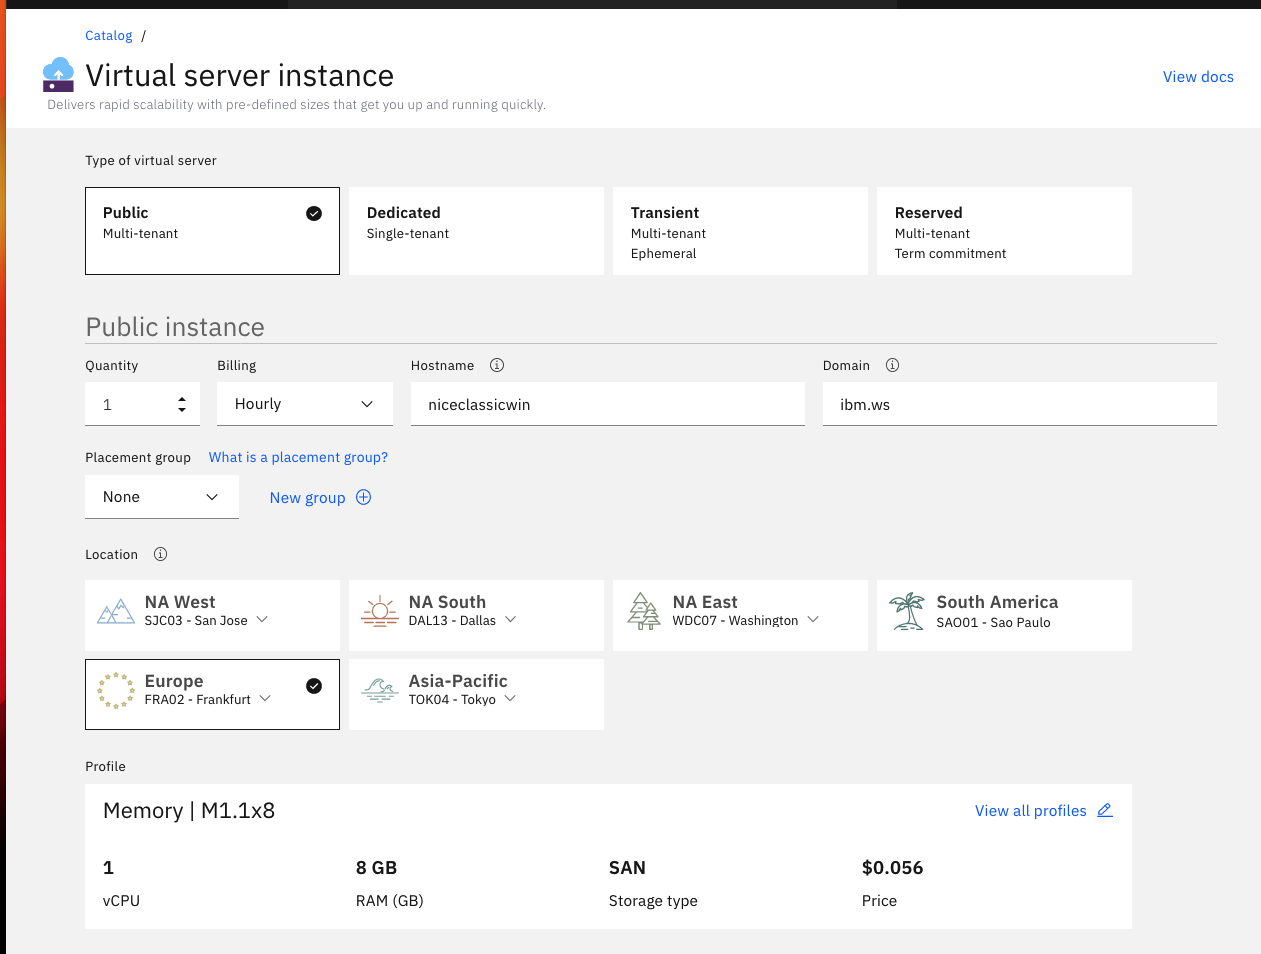 Catalog /
Virtual server instance
View docs
Delivers rapid scalability with pre-defined sizes that get you up and running quickly.
Type of virtual server
Public
Multi-tenant
Dedicated
Single-tenant
Transient
Multi-tenant
Ephemeral
Reserved
Multi-tenant
Term commitment
Public instance
Quantity
1
Billing
Hourly
Hostname
niceclassicwin
Domain
ibm.ws
Placement group What is a placement group?
None
New group
Location
NA West
SJC03 - San Jose
NA South
DAL13 - Dallas
NA East
WDC07 - Washington
South America
SAO01 - Sao Paulo
Europe
FRA02 - Frankfurt
Asia-Pacific
TOK04 - Tokyo
Profile
Memory | M1.1x8
View all profiles
1
vCPU
8 GB
RAM (GB)
SAN
Storage type
$0.056
Price